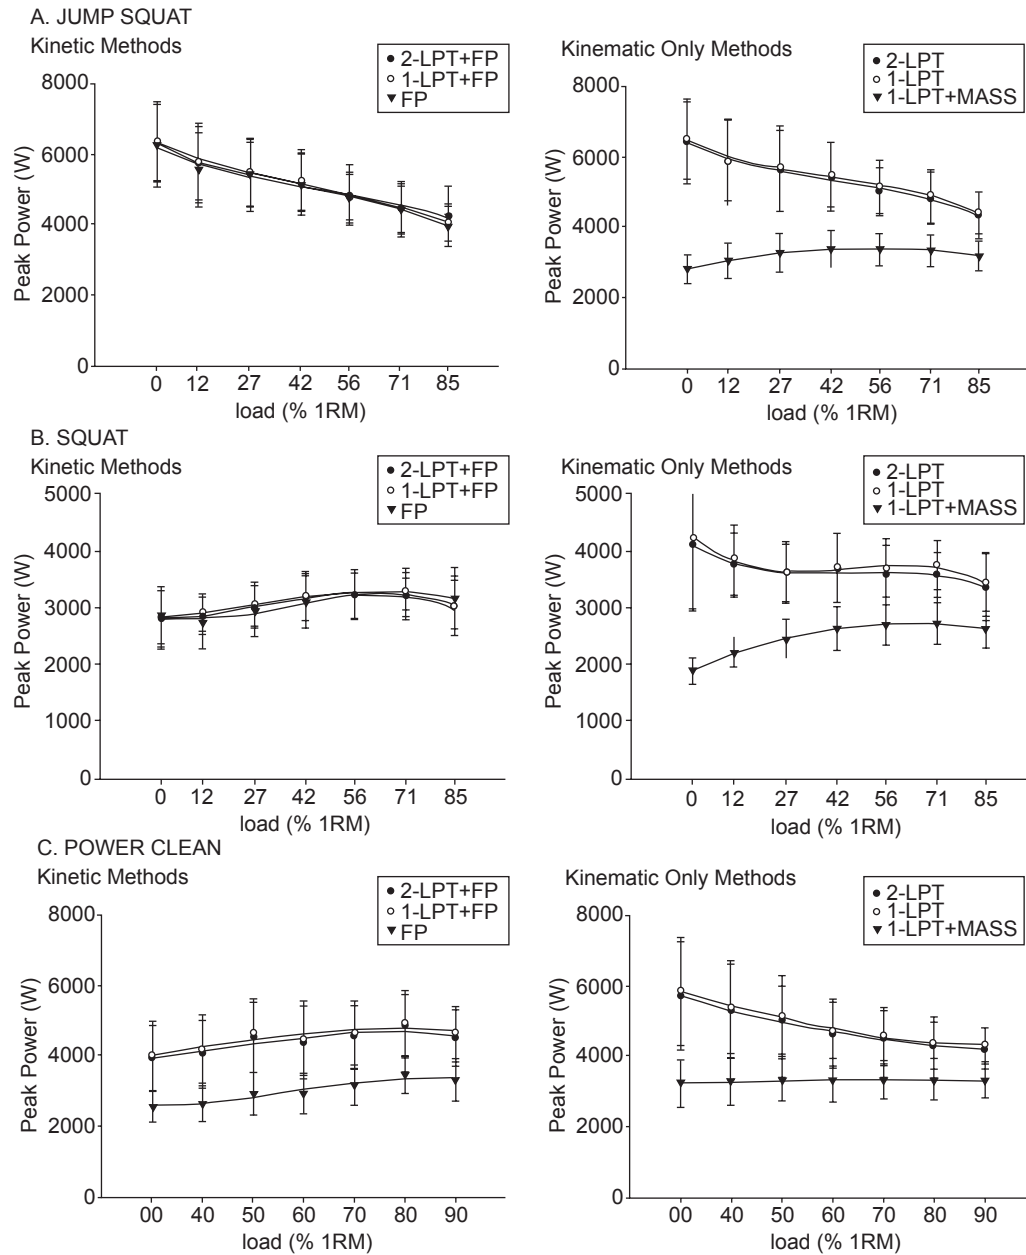 A. JUMP SQUAT
Kinetic Methods
2-LPT+FP
1-LPT+FP
FP
8000
6000
4000
2000
0
Peak Power (W)
0 12 27 42 56 71 85
load (% 1RM)
Kinematic Only Methods
2-LPT
1-LPT
1-LPT+MASS
8000
6000
4000
2000
0
Peak Power (W)
0 12 27 42 56 71 85
load (% 1RM)
B. SQUAT
Kinetic Methods
2-LPT+FP
1-LPT+FP
FP
5000
4000
3000
2000
1000
0
Peak Power (W)
0 12 27 42 56 71 85
load (% 1RM)
Kinematic Only Methods
2-LPT
1-LPT
1-LPT+MASS
5000
4000
3000
2000
1000
0
Peak Power (W)
0 12 27 42 56 71 85
load (% 1RM)
C. POWER CLEAN
Kinetic Methods
2-LPT+FP
1-LPT+FP
FP
8000
6000
4000
2000
0
Peak Power (W)
00 40 50 60 70 80 90
load (% 1RM)
Kinematic Only Methods
2-LPT
1-LPT
1-LPT+MASS
8000
6000
4000
2000
0
Peak Power (W)
00 40 50 60 70 80 90
load (% 1RM)